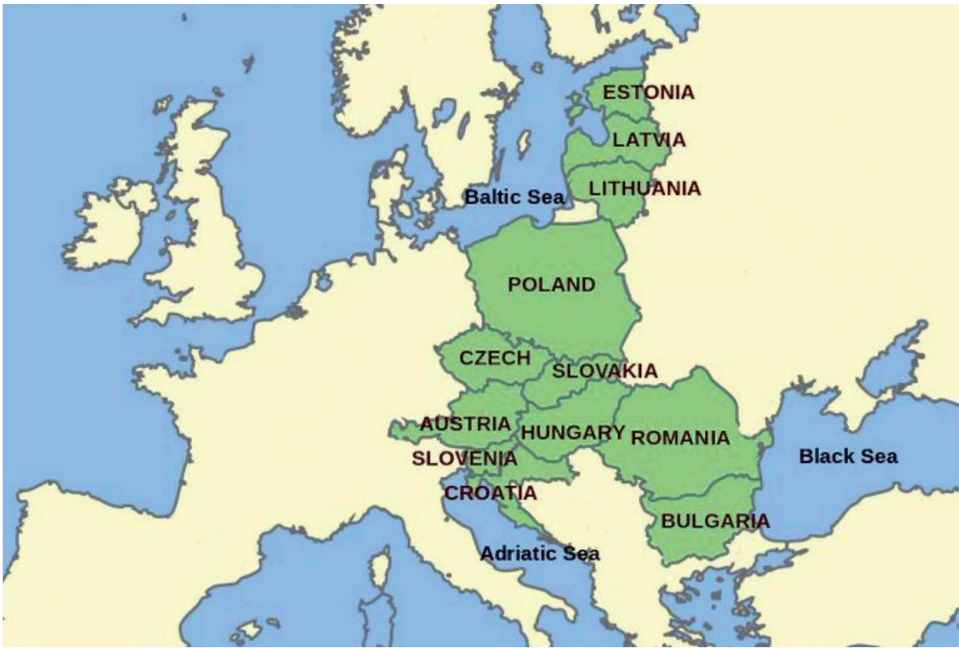 ESTONIA
LATVIA
LITHUANIA
Baltic Sea
POLAND
CZECH
SLOVAKIA
AUSTRIA
HUNGARY
ROMANIA
SLOVENIA
Black Sea
CROATIA
BULGARIA
Adriatic Sea